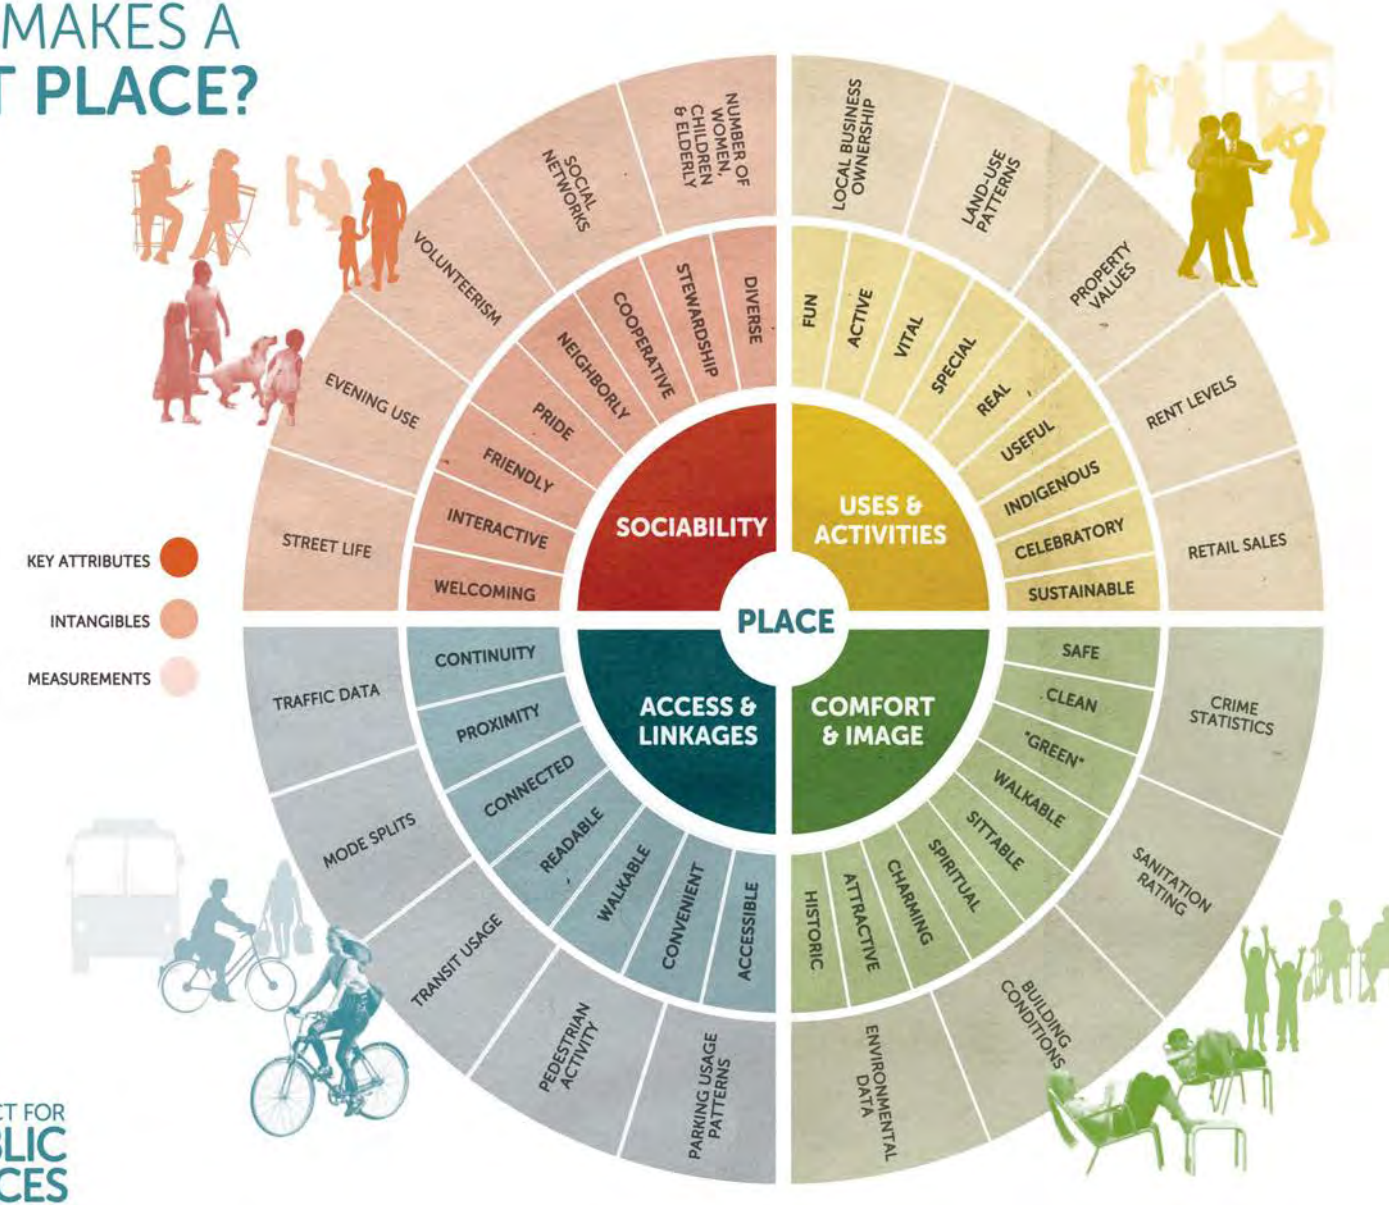 MAKES A
T PLACE?
KEY ATTRIBUTES
INTANGIBLES
MEASUREMENTS
PLACE
SOCIABILITY
USES &
ACTIVITIES
ACCESS &
LINKAGES
COMFORT
& IMAGE
WELCOMING
INTERACTIVE
FRIENDLY
PRIDE
NEIGHBORLY
COOPERATIVE
STEWARDSHIP
DIVERSE
STREET LIFE
EVENING USE
VOLUNTEERISM
SOCIAL
NETWORKS
NUMBER OF
WOMEN,
CHILDREN
& ELDERLY
FUN
ACTIVE
VITAL
SPECIAL
REAL
USEFUL
INDIGENOUS
CELEBRATORY
SUSTAINABLE
LOCAL BUSINESS
OWNERSHIP
LAND-USE
PATTERNS
PROPERTY
VALUES
RENT LEVELS
RETAIL SALES
SAFE
CLEAN
"GREEN"
WALKABLE
SITTABLE
SPIRITUAL
CHARMING
ATTRACTIVE
HISTORIC
CRIME
STATISTICS
SANITATION
RATING
BUILDING
CONDITIONS
ENVIRONMENTAL
DATA
CONTINUITY
PROXIMITY
CONNECTED
READABLE
WALKABLE
CONVENIENT
ACCESSIBLE
TRAFFIC DATA
MODE SPLITS
TRANSIT USAGE
PEDESTRIAN
ACTIVITY
PARKING USAGE
PATTERNS
CT FOR
BLIC
CES